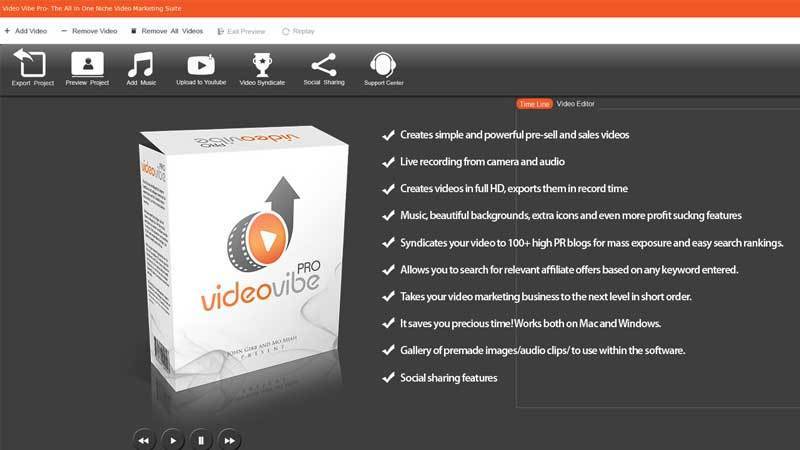 Video Vibe Pro- The All In One Niche Video Marketing Suite
Add Video Remove Video Remove All Videos Exit Preview Replay
Export Project Preview Project Add Music Upload to Youtube Video Syndicate Social Sharing Support Center
Time Line Video Editor
videovibe
PRO
PRO
videovibe
PRO
videovibe
JOHN GIBB AND MO MIAH
PRESENT
Creates simple and powerful pre-sell and sales videos
Live recording from camera and audio
Creates videos in full HD, exports them in record time
Music, beautiful backgrounds, extra icons and even more profit suckng features
Syndicates your video to 100+ high PR blogs for mass exposure and easy search rankings.
Allows you to search for relevant affiliate offers based on any keyword entered.
Takes your video marketing business to the next level in short order.
It saves you precious time! Works both on Mac and Windows.
Gallery of premade images/audio clips/ to use within the software.
Social sharing features